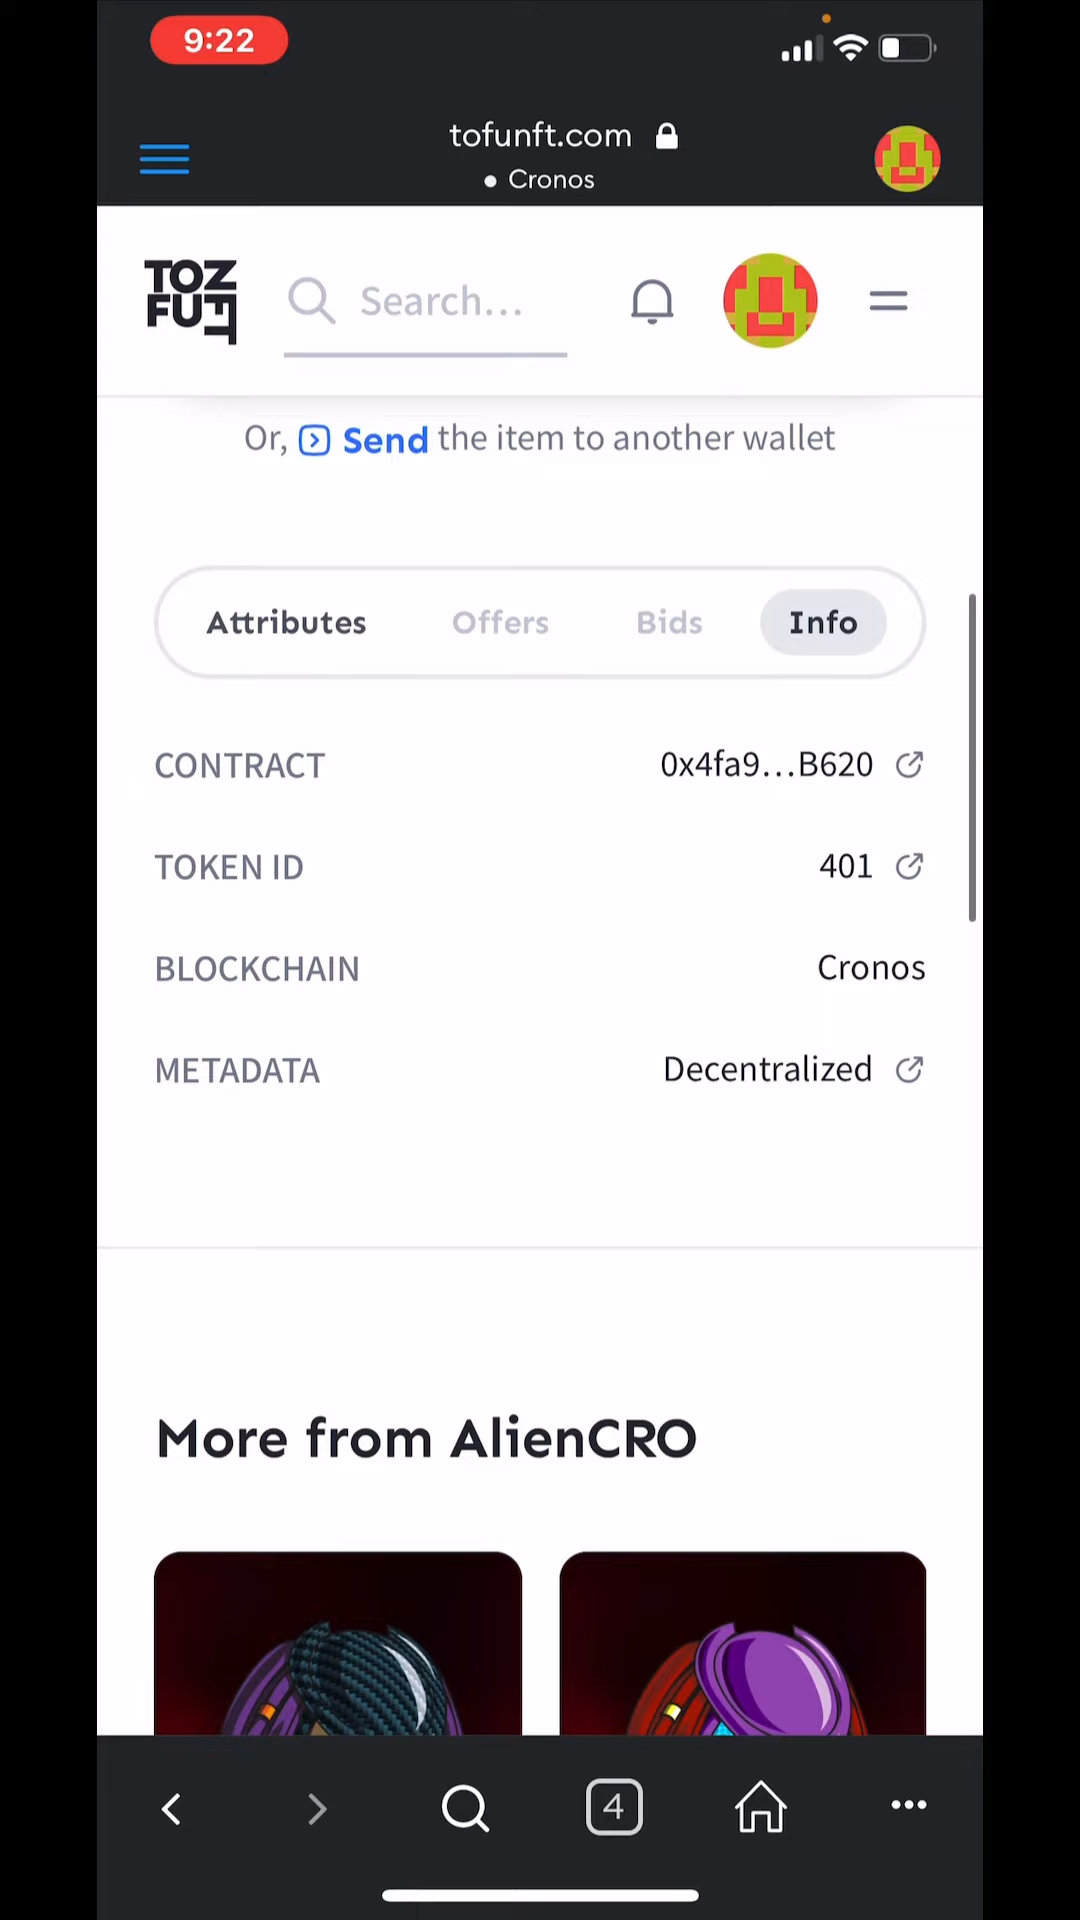 9:22
tofunft.com
Cronos
TOZ
FUFT
Search...
Or, Send the item to another wallet
Attributes Offers Bids Info
CONTRACT 0x4fa9...B620
TOKEN ID 401
BLOCKCHAIN Cronos
METADATA Decentralized
More from AlienCRO
4